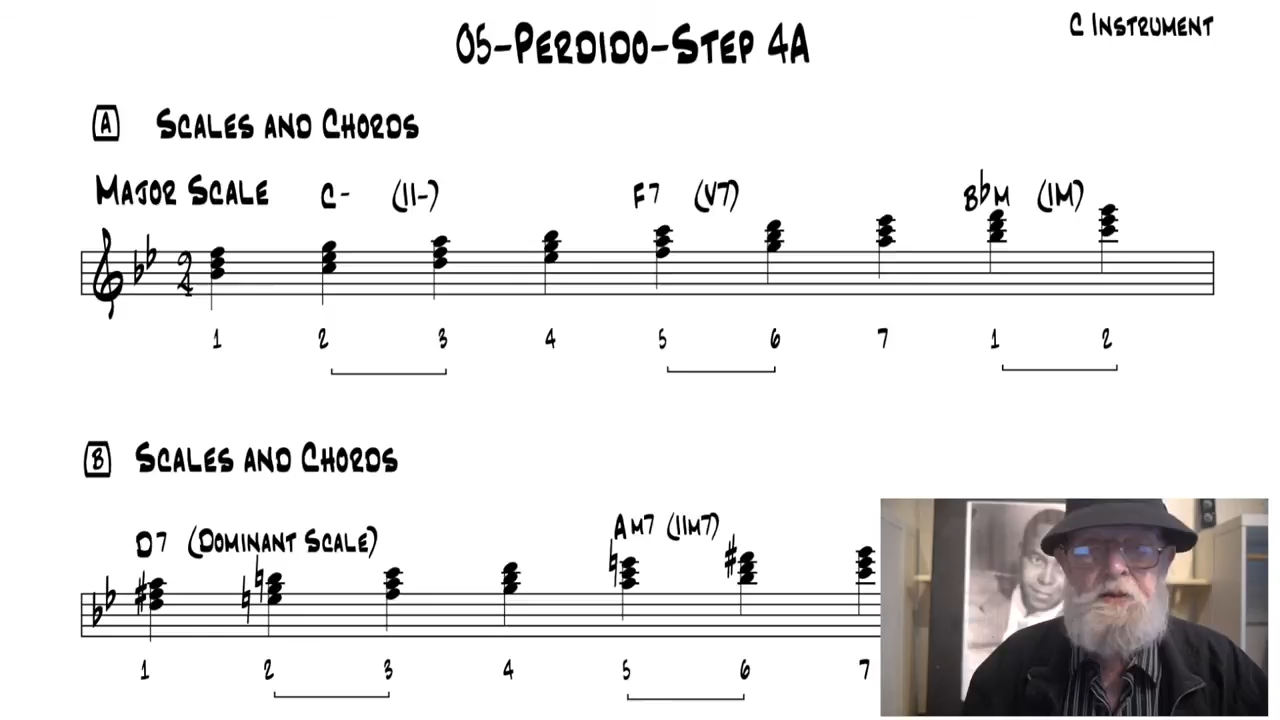 05-Perdido-Step 4A
C Instrument
A Scales and Chords
Major Scale C- (II-) F7 (V7) B♭M (IM)
9
4
1 2 3 4 5 6 7 1 2
B Scales and Chords
D7 (Dominant Scale) AM7 (IIM7)
1 2 3 4 5 6 7